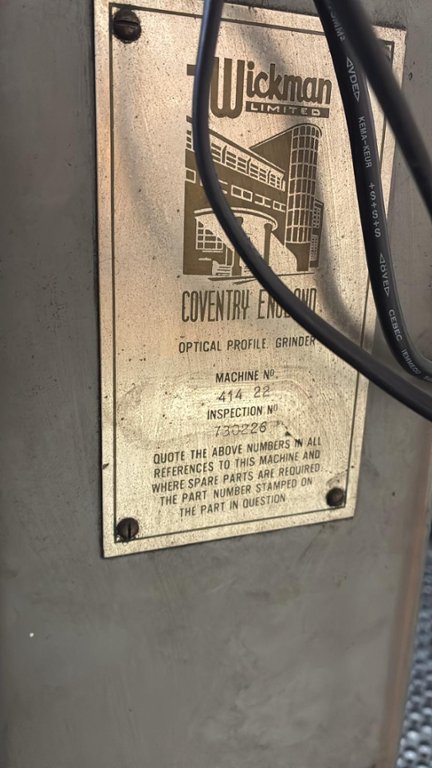 Wickman
LIMITED
COVENTRY ENGLAND
OPTICAL PROFILE GRINDER
MACHINE Nº
414 22
INSPECTION Nº
730226
QUOTE THE ABOVE NUMBERS IN ALL
REFERENCES TO THIS MACHINE AND
WHERE SPARE PARTS ARE REQUIRED
THE PART NUMBER STAMPED ON
THE PART IN QUESTION
◁VDE▷ KEMA-KEUR +S+S+S ◁VDE▷ CEBEC